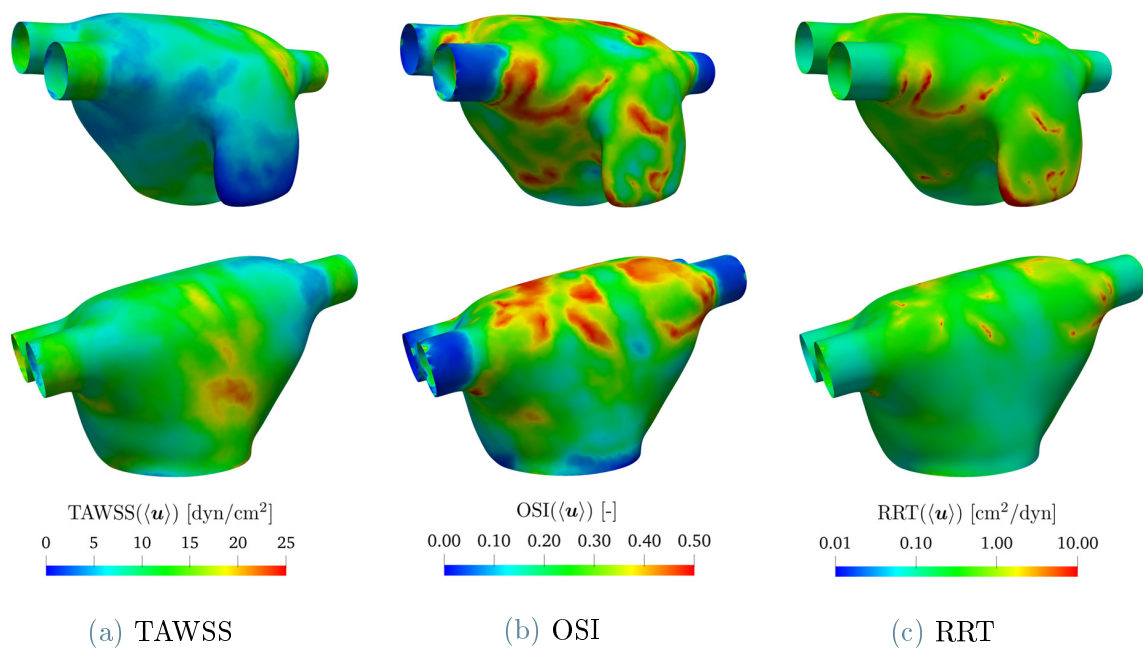 TAWSS(⟨u⟩) [dyn/cm²]
0 5 10 15 20 25
(a) TAWSS
OSI(⟨u⟩) [-]
0.00 0.10 0.20 0.30 0.40 0.50
(b) OSI
RRT(⟨u⟩) [cm²/dyn]
0.01 0.10 1.00 10.00
(c) RRT